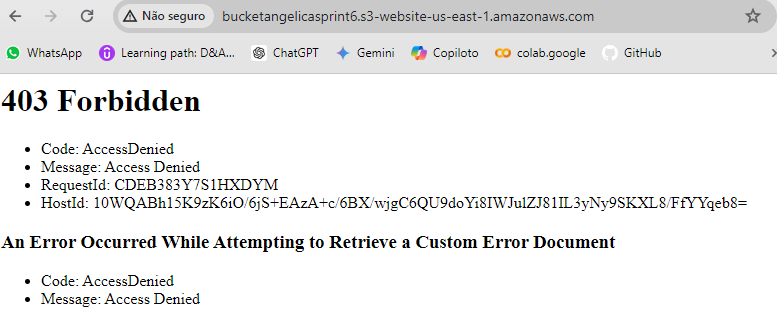 Não seguro bucketangelicasprint6.s3-website-us-east-1.amazonaws.com
WhatsApp Learning path: D&A... ChatGPT Gemini Copiloto colab.google GitHub
403 Forbidden
Code: AccessDenied
Message: Access Denied
RequestId: CDEB383Y7S1HXDYM
HostId: 10WQABh15K9zK6iO/6jS+EAzA+c/6BX/wjgC6QU9doYi8IWJulZJ81IL3yNy9SKXL8/FfYYqeb8=
An Error Occurred While Attempting to Retrieve a Custom Error Document
Code: AccessDenied
Message: Access Denied